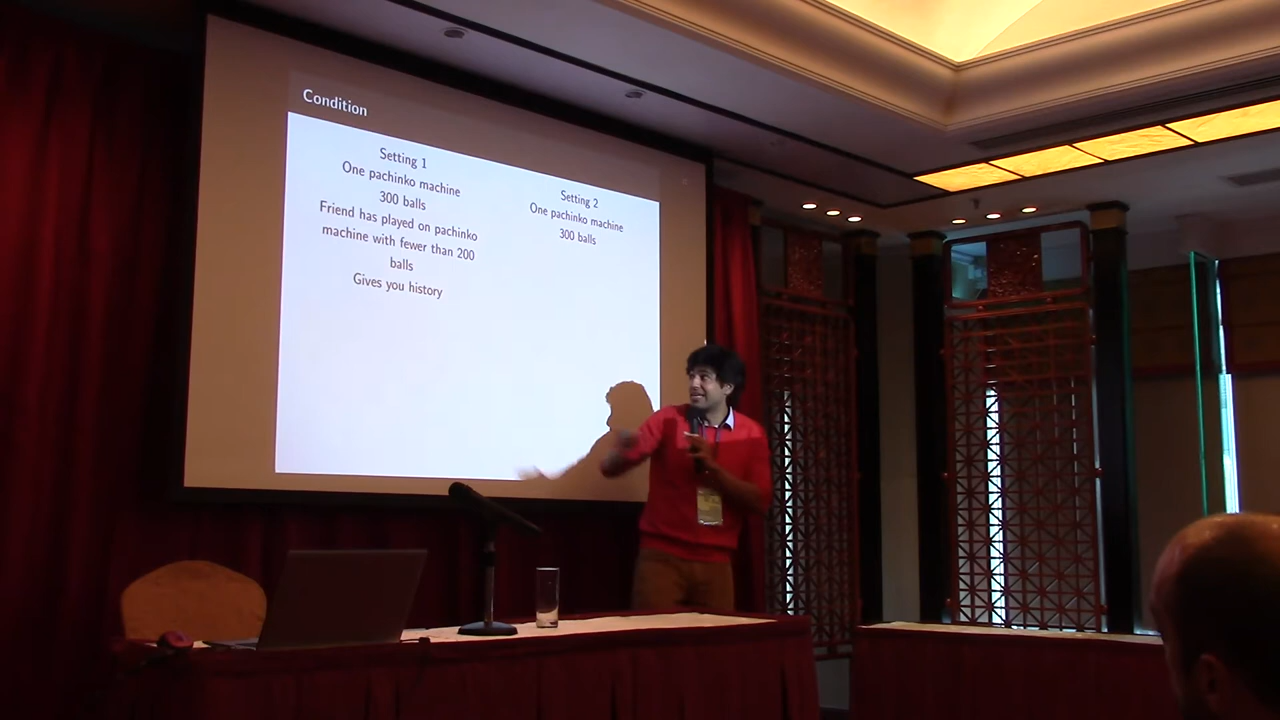 Condition
Setting 1
One pachinko machine
300 balls
Friend has played on pachinko
machine with fewer than 200
balls
Gives you history
Setting 2
One pachinko machine
300 balls